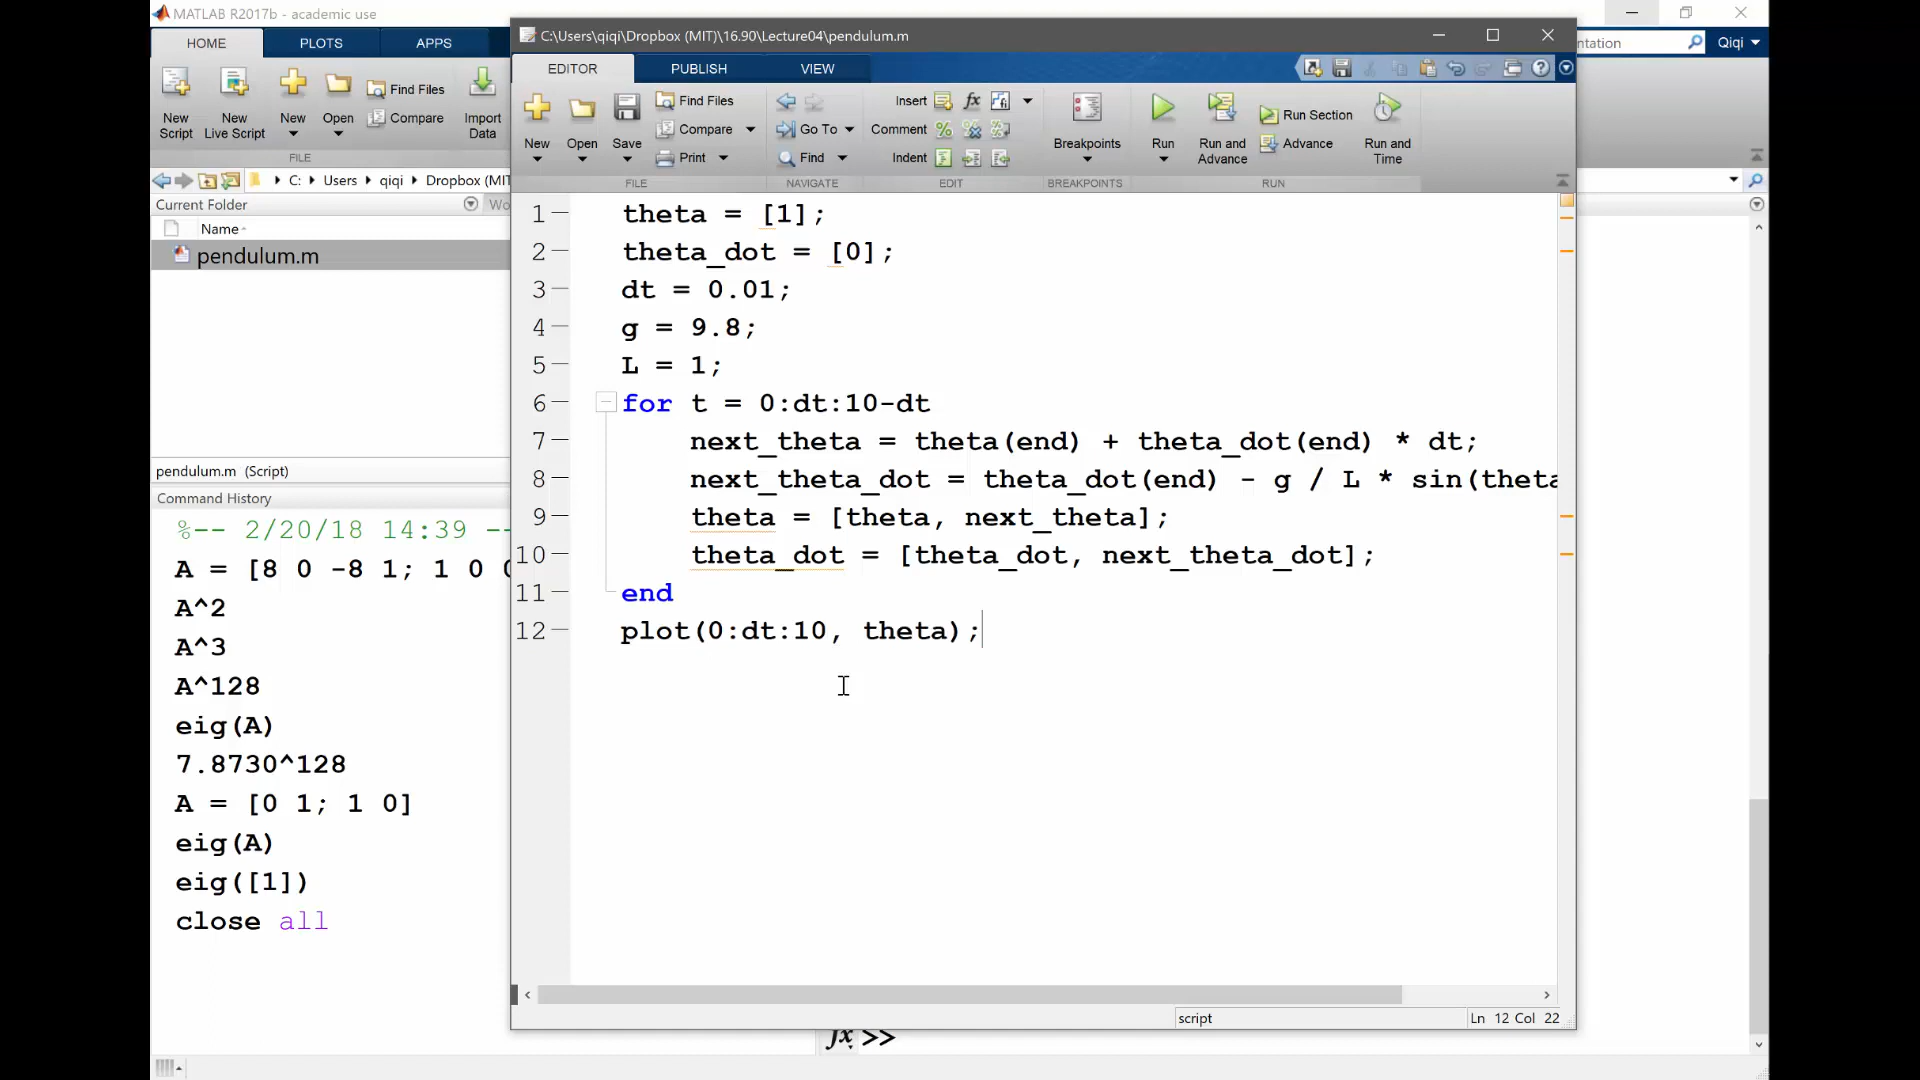 MATLAB R2017b - academic use
C:\Users\qiqi\Dropbox (MIT)\16.90\Lecture04\pendulum.m
HOME
PLOTS
APPS
ntation
Qiqi
EDITOR
PUBLISH
VIEW
New Script
New Live Script
New
Open
Find Files
Compare
Import Data
FILE
New
Open
Save
Find Files
Compare
Print
FILE
Go To
Find
NAVIGATE
Insert
Comment
Indent
EDIT
Breakpoints
BREAKPOINTS
Run
Run and Advance
Run Section
Advance
Run and Time
RUN
C: Users qiqi Dropbox (MIT
Current Folder
Wo
Name
pendulum.m
pendulum.m (Script)
Command History
%-- 2/20/18 14:39 --
A = [8 0 -8 1; 1 0 0
A^2
A^3
A^128
eig(A)
7.8730^128
A = [0 1; 1 0]
eig(A)
eig([1])
close all
1 theta = [1];
2 theta_dot = [0];
3 dt = 0.01;
4 g = 9.8;
5 L = 1;
6 for t = 0:dt:10-dt
7 next_theta = theta(end) + theta_dot(end) * dt;
8 next_theta_dot = theta_dot(end) - g / L * sin(theta
9 theta = [theta, next_theta];
10 theta_dot = [theta_dot, next_theta_dot];
11 end
12 plot(0:dt:10, theta);
script
Ln 12 Col 22
fx >>